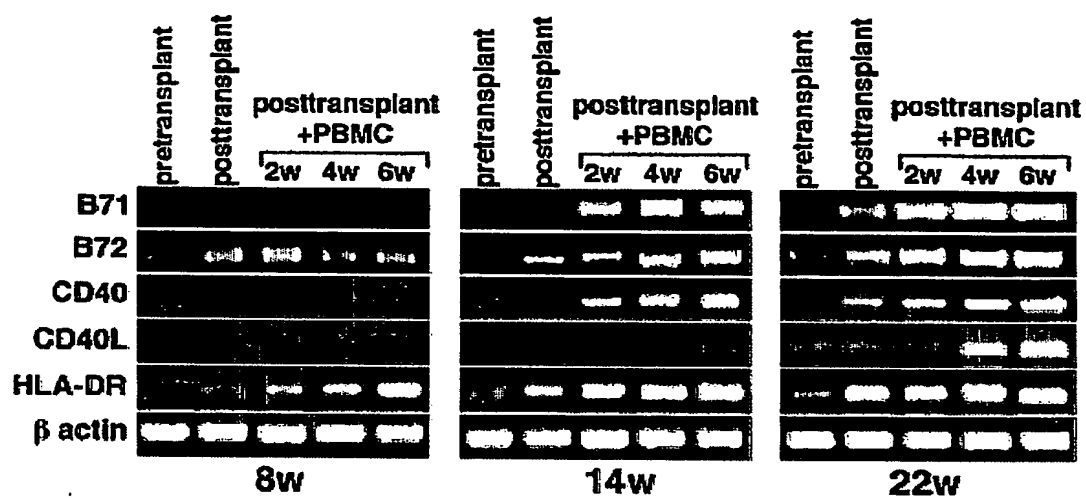 pretransplant
posttransplant
posttransplant
+PBMC
2w 4w 6w
pretransplant
posttransplant
posttransplant
+PBMC
2w 4w 6w
pretransplant
posttransplant
posttransplant
+PBMC
2w 4w 6w
B71
B72
CD40
CD40L
HLA-DR
β actin
8w
14w
22w